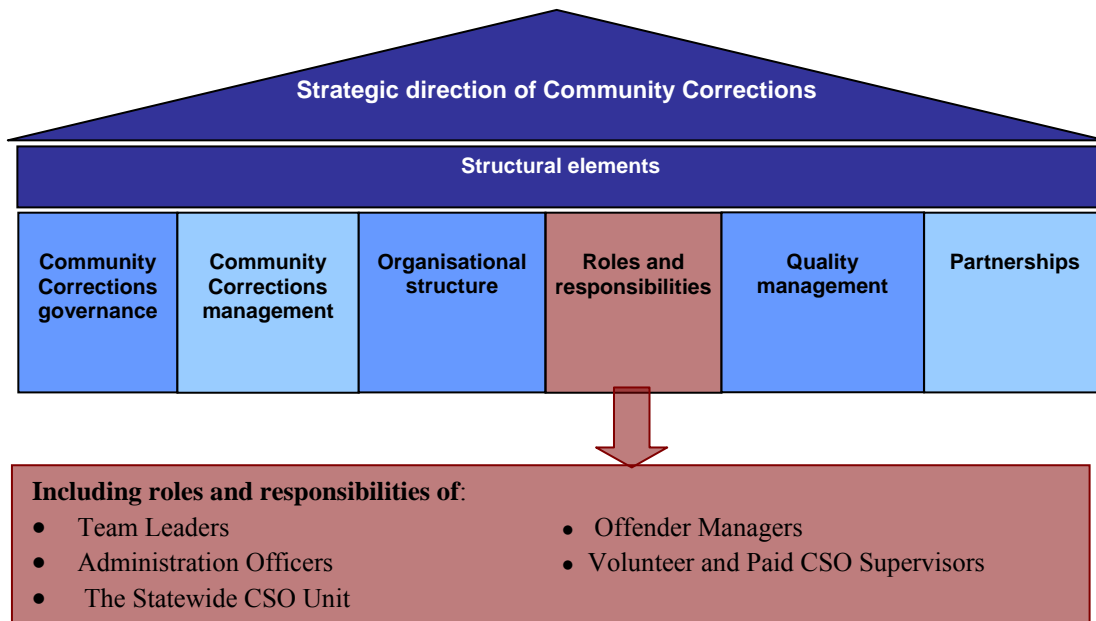 Strategic direction of Community Corrections
Structural elements
Community
Corrections
governance
Community
Corrections
management
Organisational
structure
Roles and
responsibilities
Quality
management
Partnerships
Including roles and responsibilities of:
• Team Leaders
• Administration Officers
• The Statewide CSO Unit
• Offender Managers
• Volunteer and Paid CSO Supervisors